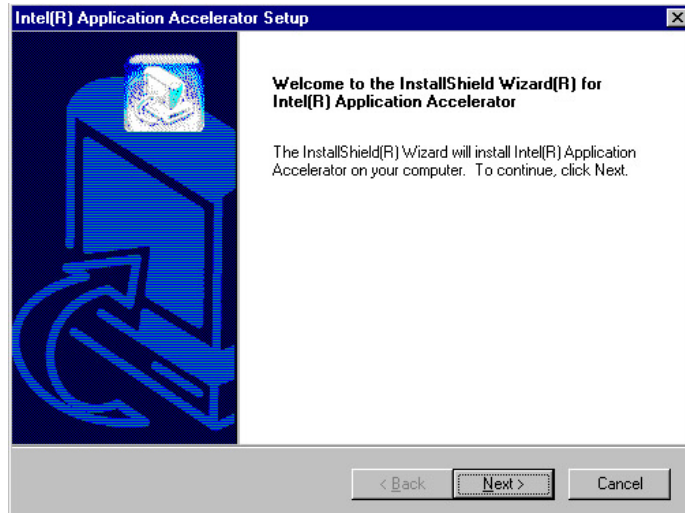 Intel(R) Application Accelerator Setup
Welcome to the InstallShield Wizard(R) for
Intel(R) Application Accelerator
The InstallShield(R) Wizard will install Intel(R) Application
Accelerator on your computer. To continue, click Next.
< Back
Next >
Cancel